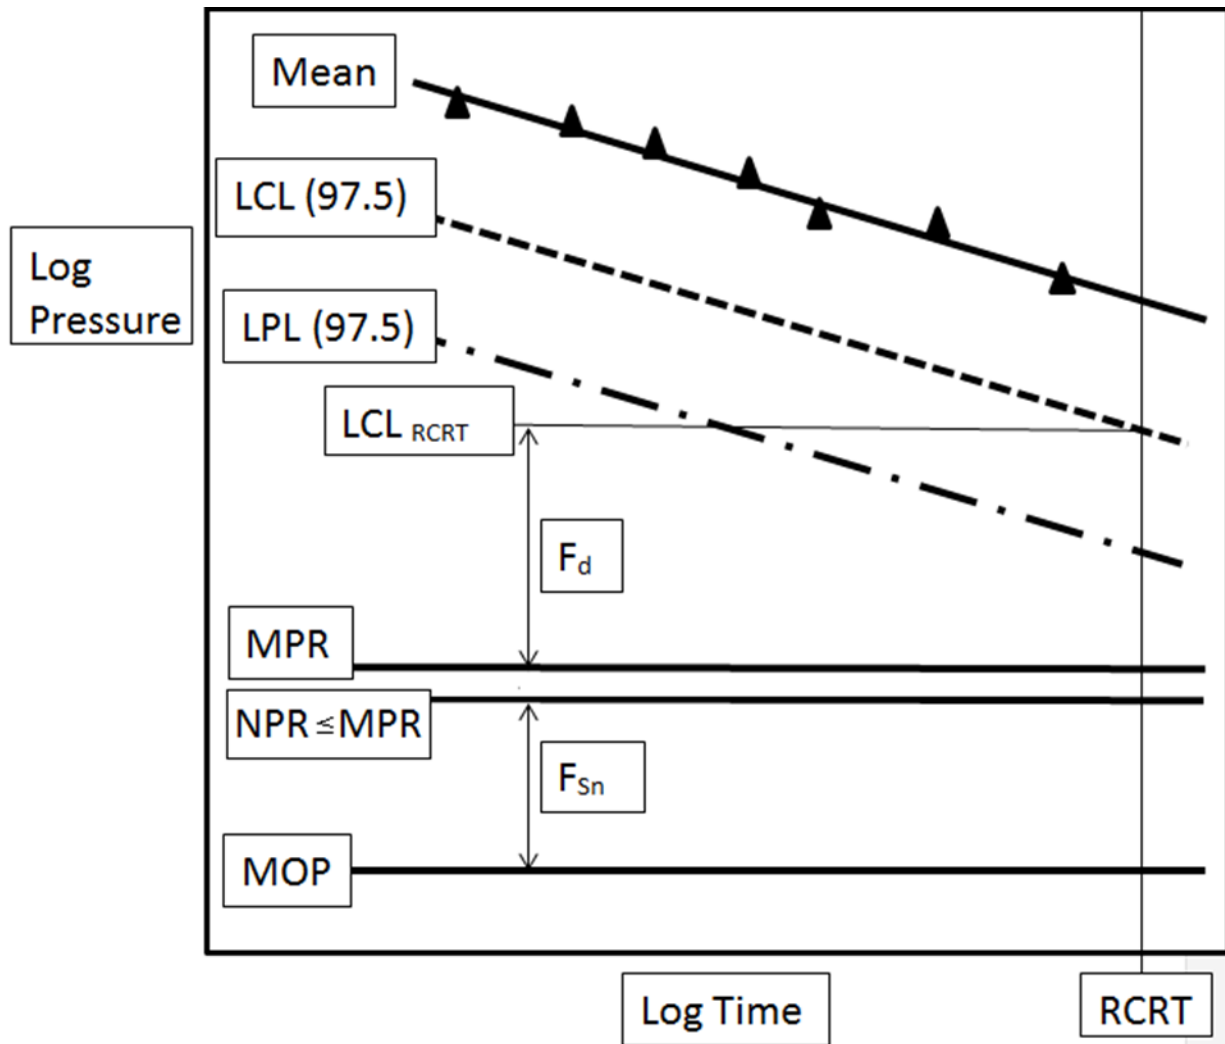 Mean
LCL (97.5)
Log
Pressure
LPL (97.5)
LCL RCRT
Fd
MPR
NPR ≤ MPR
FSn
MOP
Log Time
RCRT